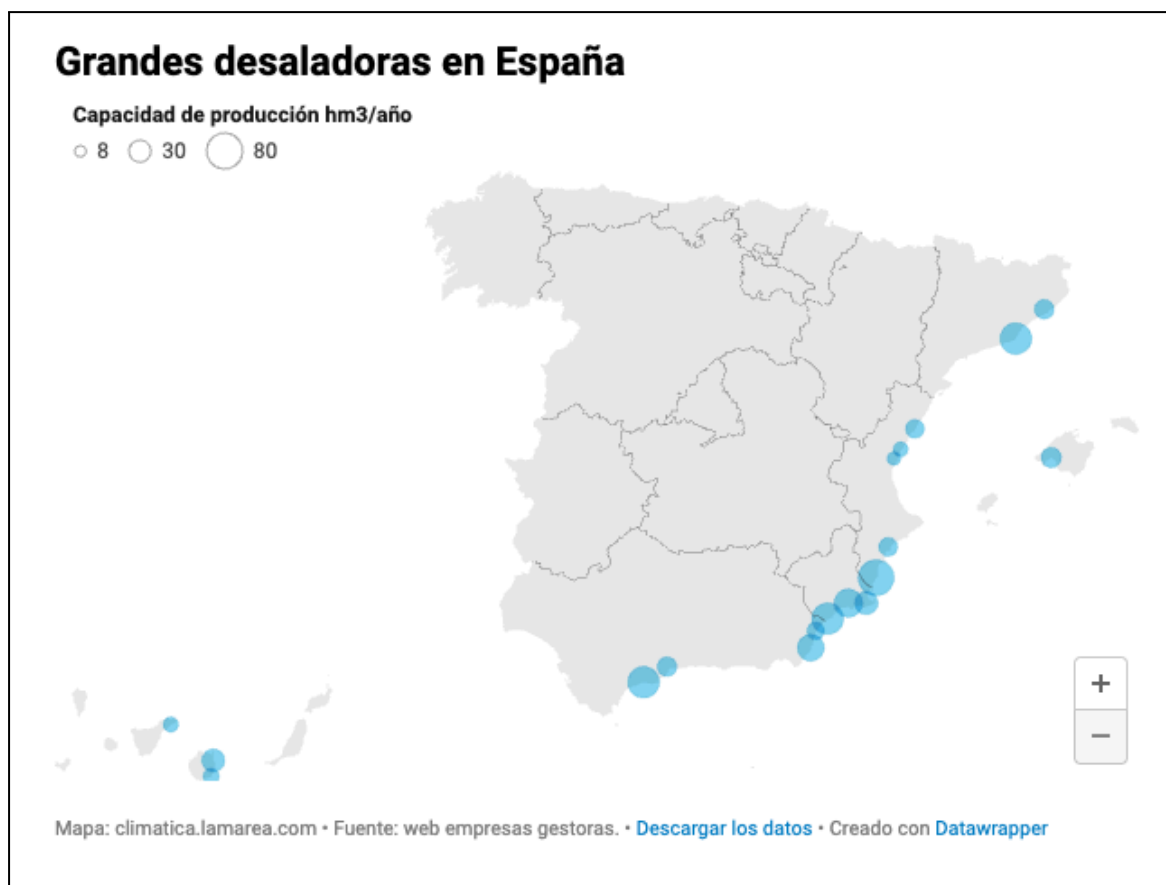 Grandes desaladoras en España
Capacidad de producción hm3/año
8 30 80
+
−
Mapa: climatica.lamarea.com • Fuente: web empresas gestoras. • Descargar los datos • Creado con Datawrapper